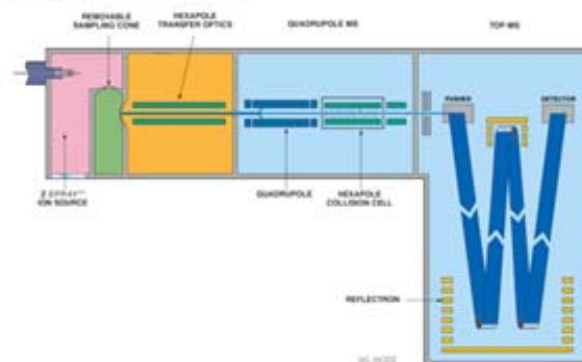 REMOVABLE
SAMPLING CONE
HEXAPOLE
TRANSFER OPTICS
QUADRUPOLE MS
TOF-MS
PUSHER
DETECTOR
ION SOURCE
QUADRUPOLE
HEXAPOLE
COLLISION CELL
REFLECTRON